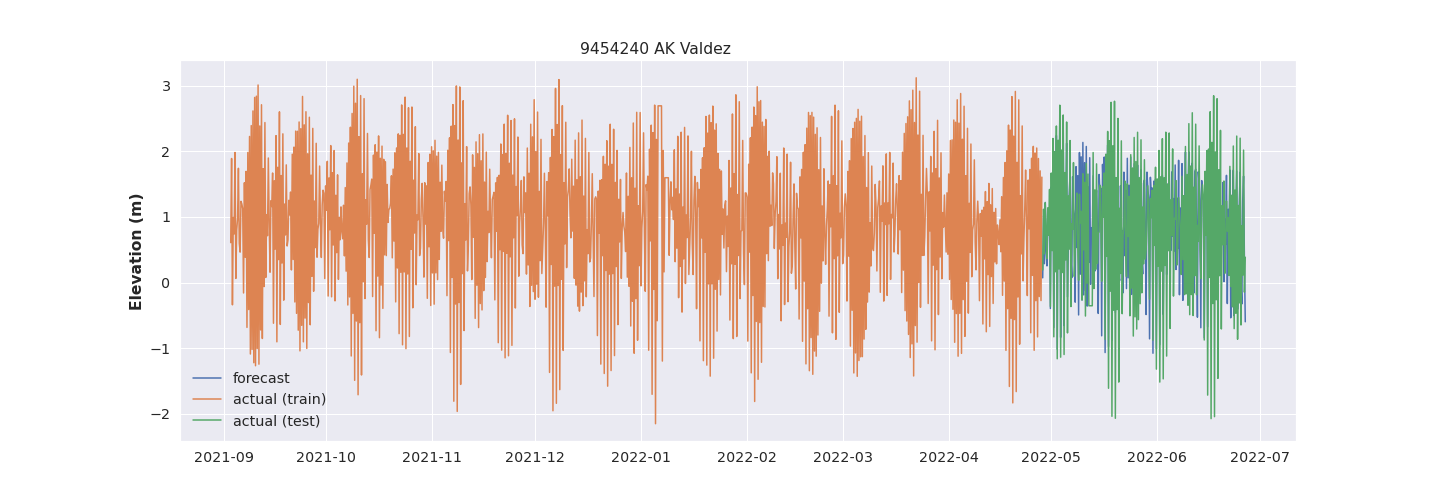 9454240 AK Valdez
Elevation (m)
3
2
1
0
−1
−2
forecast
actual (train)
actual (test)
2021-09 2021-10 2021-11 2021-12 2022-01 2022-02 2022-03 2022-04 2022-05 2022-06 2022-07